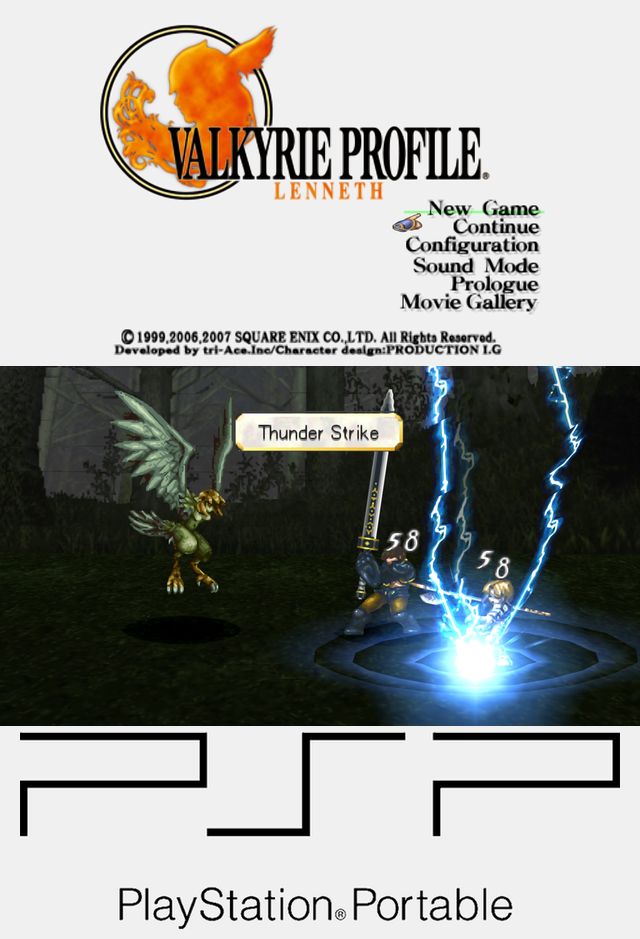 VALKYRIE PROFILE®
LENNETH
New Game
Continue
Configuration
Sound Mode
Prologue
Movie Gallery
© 1999,2006,2007 SQUARE ENIX CO.,LTD. All Rights Reserved.
Developed by tri-Ace.Inc/Character design:PRODUCTION I.G
Thunder Strike
58
58
PSP
PlayStation®Portable